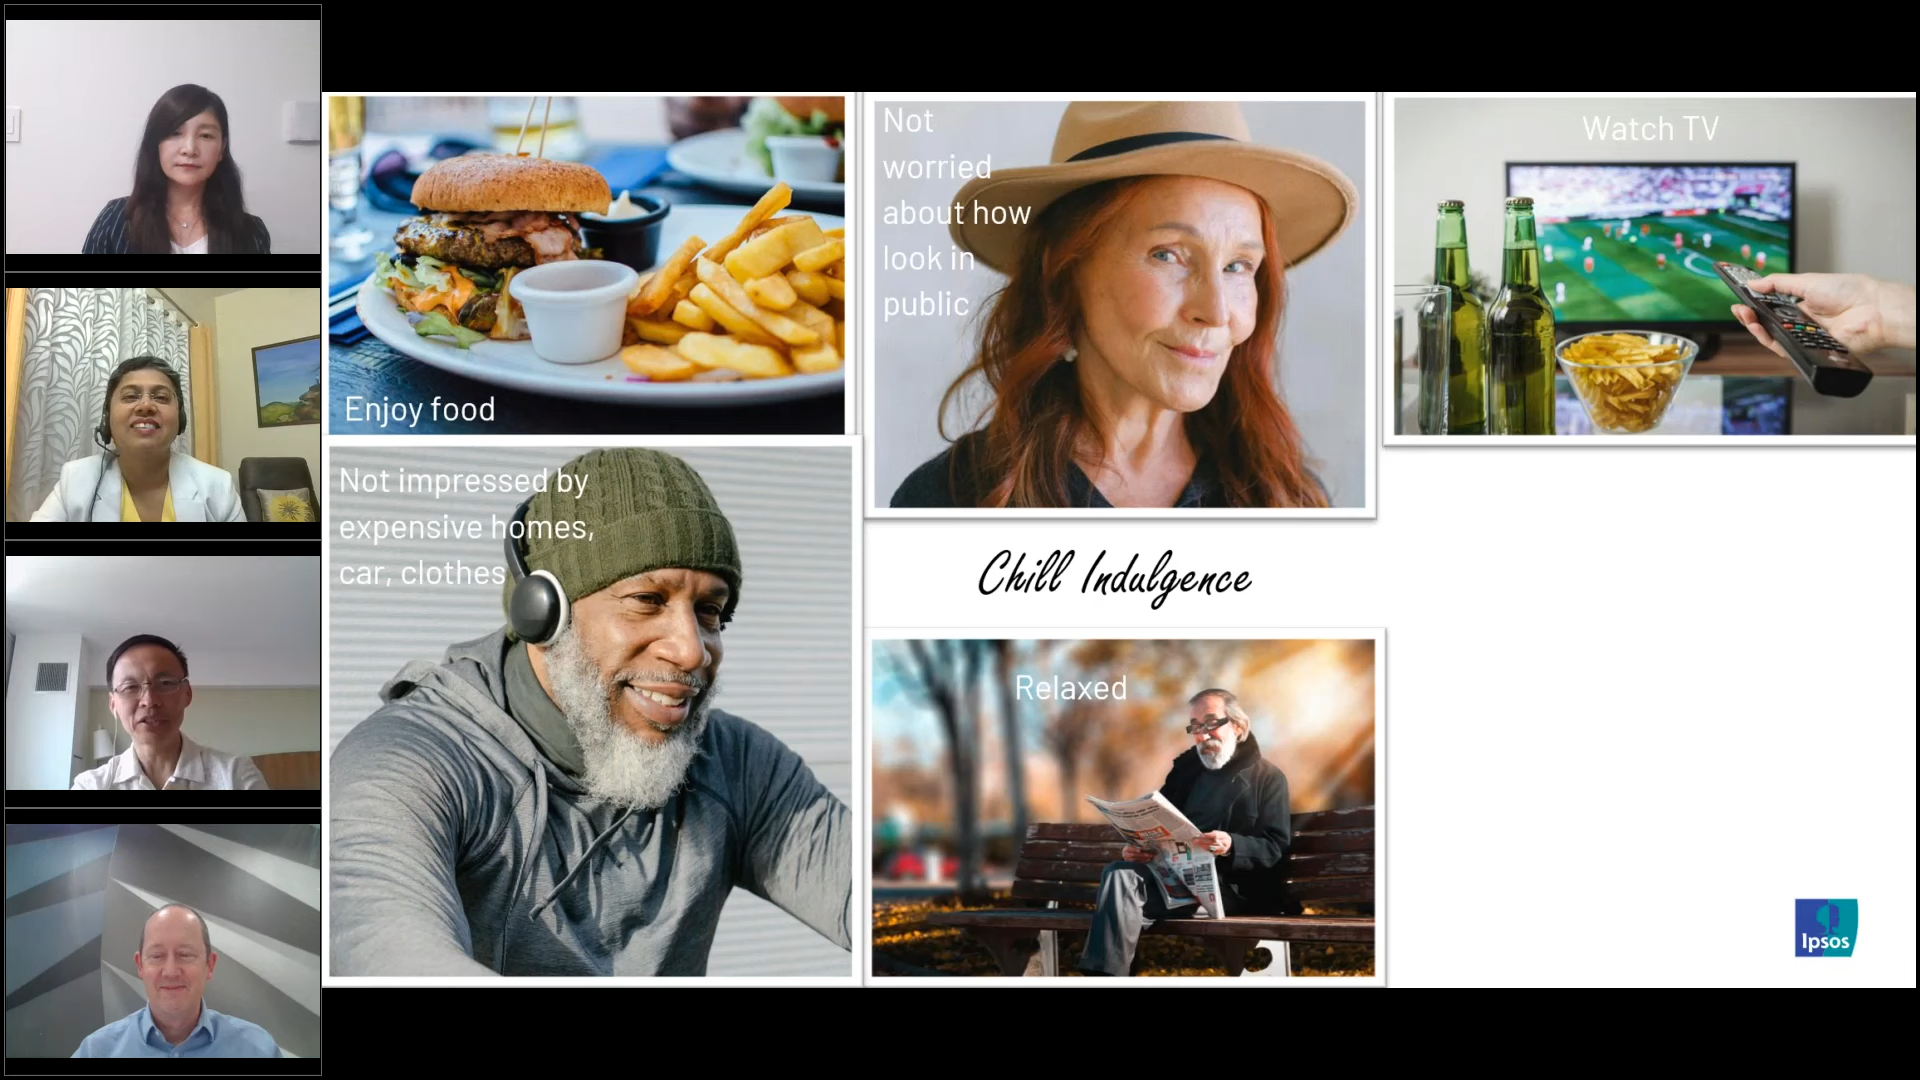 Enjoy food
Not
worried
about how
look in
public
Watch TV
Not impressed by
expensive homes,
car, clothes
Chill Indulgence
Relaxed
Ipsos